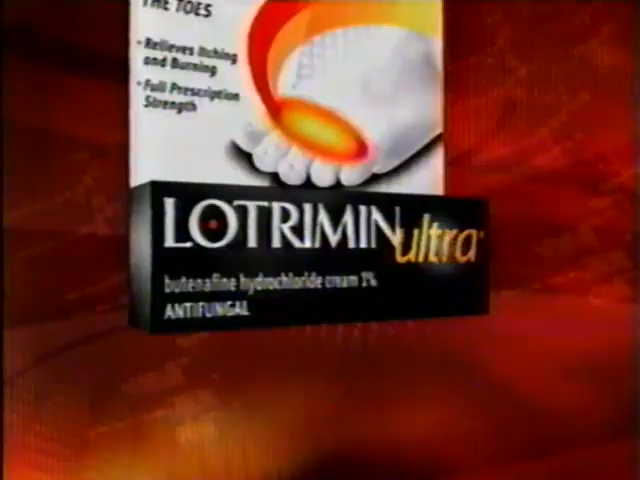 THE TOES
• Relieves Itching
and Burning
• Full Prescription
Strength
LOTRIMIN ultra
butenafine hydrochloride cream 1%
ANTIFUNGAL